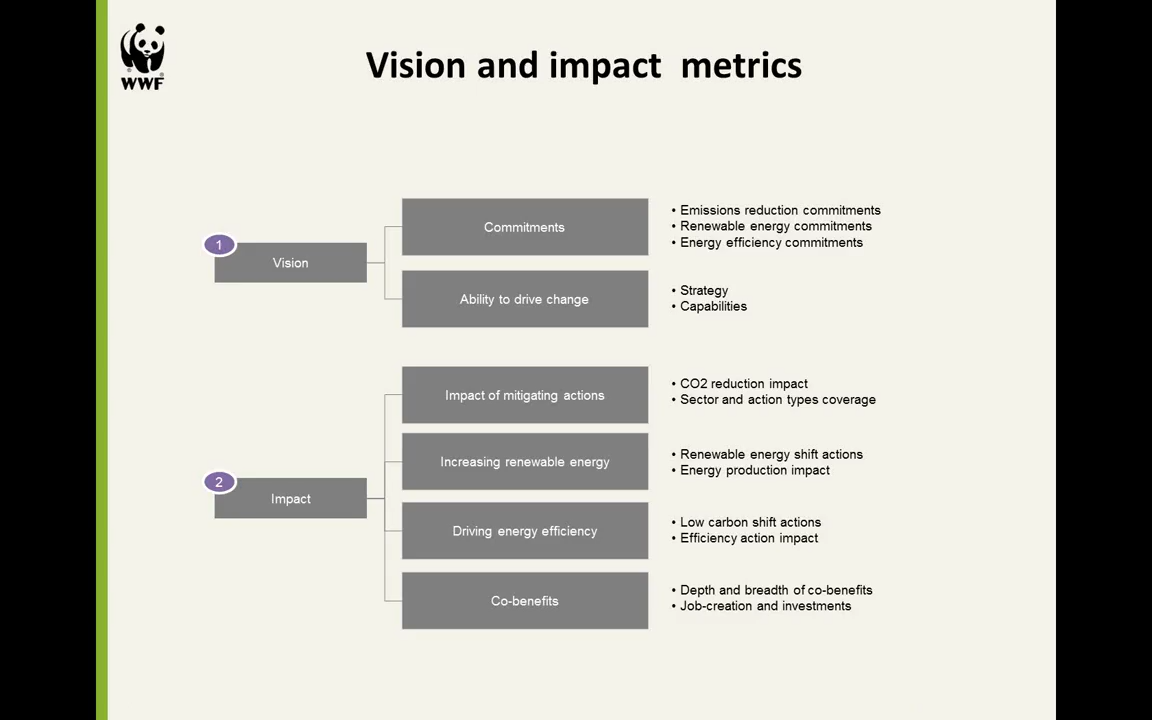 WWF
Vision and impact metrics
1
Vision
Commitments
• Emissions reduction commitments
• Renewable energy commitments
• Energy efficiency commitments
Ability to drive change
• Strategy
• Capabilities
2
Impact
Impact of mitigating actions
• CO2 reduction impact
• Sector and action types coverage
Increasing renewable energy
• Renewable energy shift actions
• Energy production impact
Driving energy efficiency
• Low carbon shift actions
• Efficiency action impact
Co-benefits
• Depth and breadth of co-benefits
• Job-creation and investments